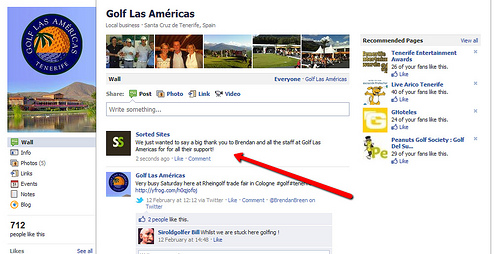 GOLF LAS AMÉRICAS
TENERIFE
Golf Las Américas
Local business · Santa Cruz de Tenerife, Spain
Wall
Everyone · Golf Las Américas
Share: Post Photo Link Video
Write something...
Sorted Sites
We just wanted to say a big thank you to Brendan and all the staff at Golf Las
Americas for for all their support!!
2 seconds ago · Like · Comment
Golf Las Américas
Very busy Saturday here at Rheingolf trade fair in Cologne #golf
12 February at 12:12 via Twitter · Like · Comment · @BrendanBreen on
Twitter
2 people like this.
Siroldgolfer Bill Whilst we are stuck here golfing !
12 February at 14:48 · Like
Wall
Info
Photos (5)
Links
Events
Notes
Blog
712
people like this
Likes See all
Recommended Pages View all
Tenerife Entertainment
Awards
26 of your fans like this.
Like
Live Arico Tenerife
40 of your fans like this.
Like
GHoteles
24 of your fans like this.
Like
Peanuts Golf Society : Golf
Del Su...
29 of your fans like this.
Like